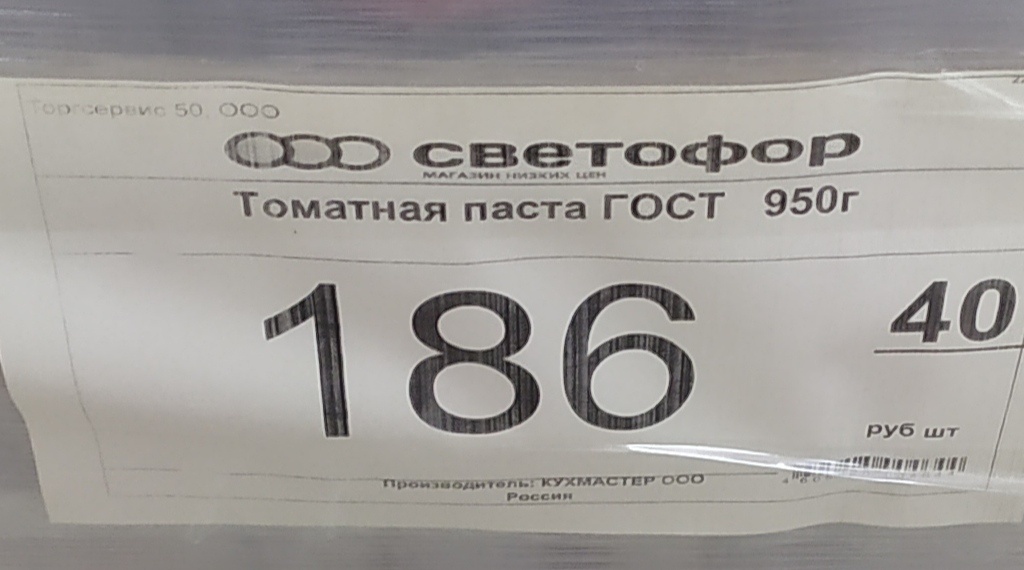 Торгсервис 50, ООО
светофор
МАГАЗИН НИЗКИХ ЦЕН
Томатная паста ГОСТ 950г
186 40
руб шт
Производитель: КУХМАСТЕР ООО
Россия